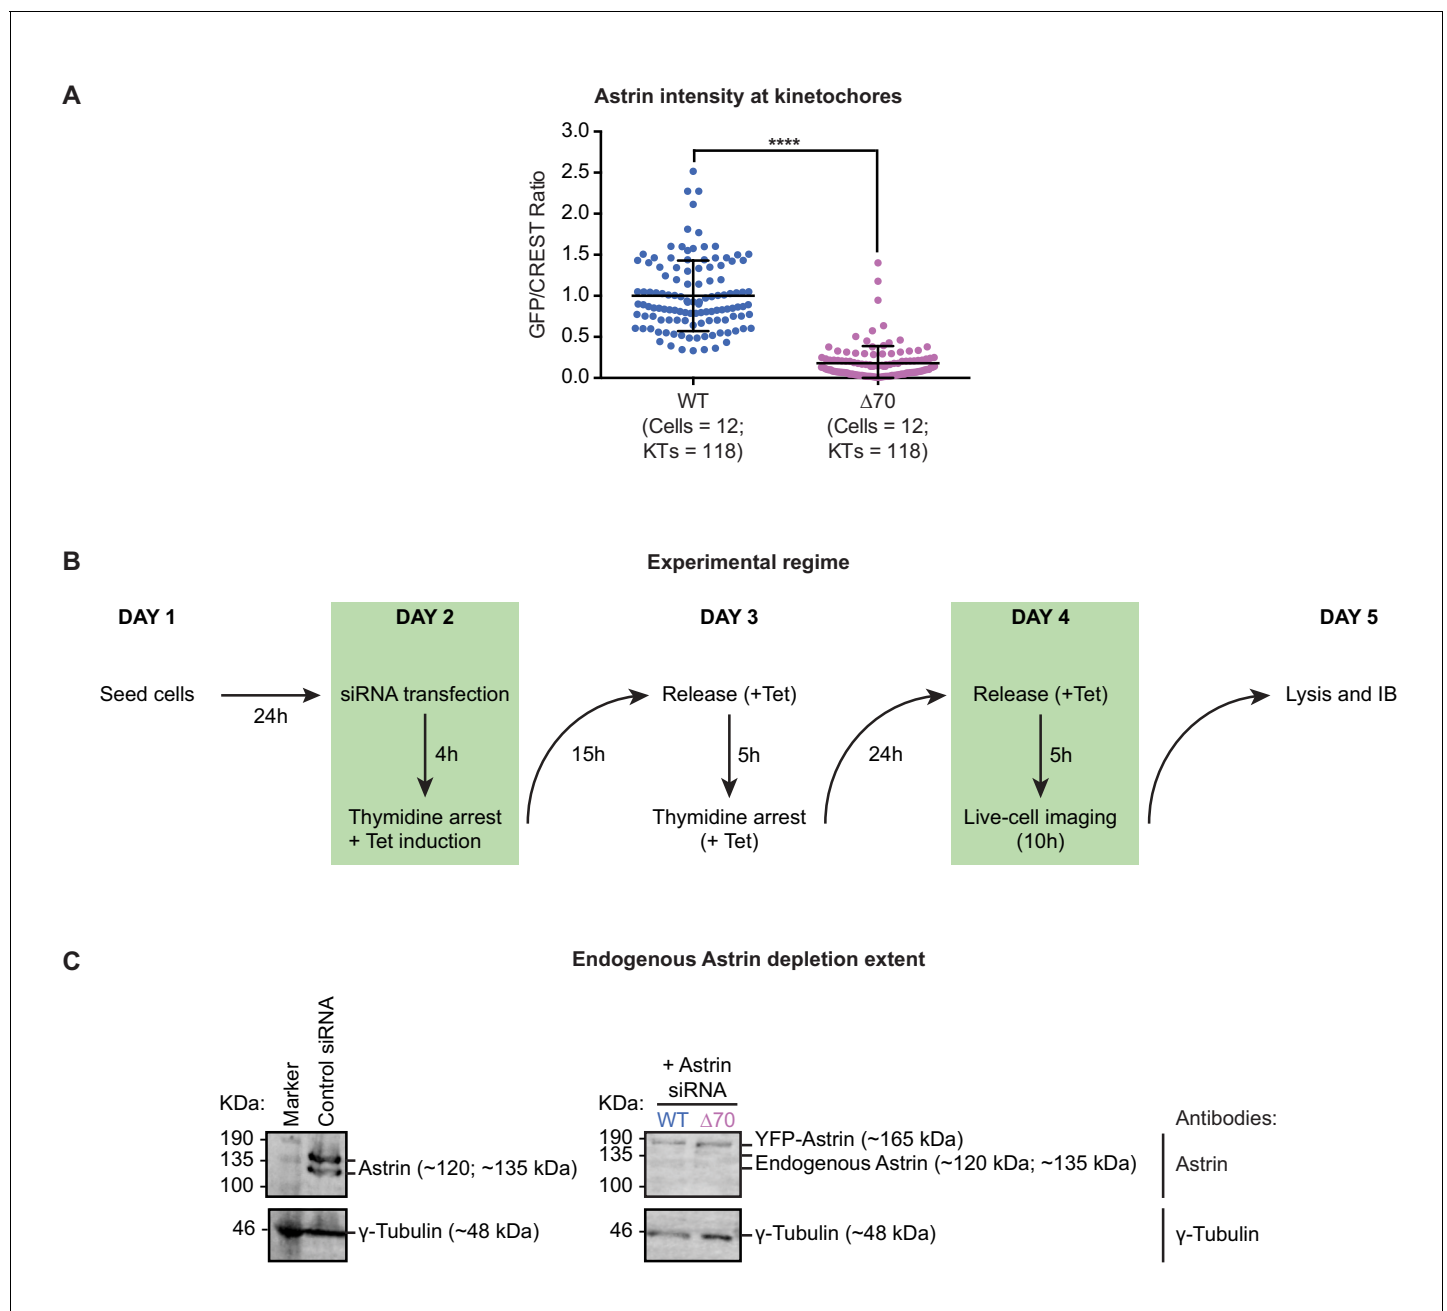 A
Astrin intensity at kinetochores
3.0
2.5
2.0
1.5
1.0
0.5
0.0
GFP/CREST Ratio
****
WT
(Cells = 12;
KTs = 118)
Δ70
(Cells = 12;
KTs = 118)
B
Experimental regime
DAY 1
DAY 2
DAY 3
DAY 4
DAY 5
Seed cells
24h
siRNA transfection
4h
Thymidine arrest
+ Tet induction
15h
Release (+Tet)
5h
Thymidine arrest
(+ Tet)
24h
Release (+Tet)
5h
Live-cell imaging
(10h)
Lysis and IB
C
Endogenous Astrin depletion extent
KDa:
Marker
Control siRNA
190
135
100
Astrin (~120; ~135 kDa)
46
γ-Tubulin (~48 kDa)
+ Astrin
siRNA
KDa:
WT Δ70
190
135
100
YFP-Astrin (~165 kDa)
Endogenous Astrin (~120 kDa; ~135 kDa)
46
γ-Tubulin (~48 kDa)
Antibodies:
Astrin
γ-Tubulin